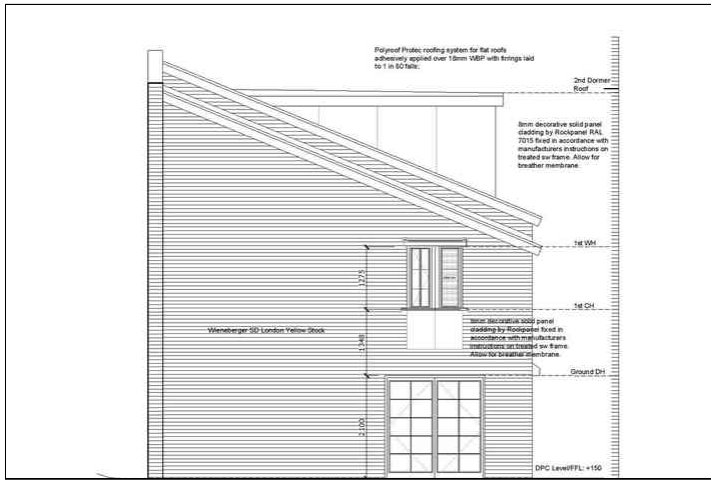 Polyroof Protec roofing system for flat roofs
adhesively applied over 18mm WBP with firrings laid
to 1 in 60 falls;
2nd Dormer
Roof
8mm decorative solid panel
cladding by Rockpanel RAL
7015 fixed in accordance with
manufacturers instructions on
treated sw frame. Allow for
breather membrane.
1st WH
1275
1st CH
Wieneberger SD London Yellow Stock
8mm decorative solid panel
cladding by Rockpanel fixed in
accordance with manufacturers
instructions on treated sw frame.
Allow for breather membrane.
1348
Ground DH
2100
DPC Level/FFL: +150